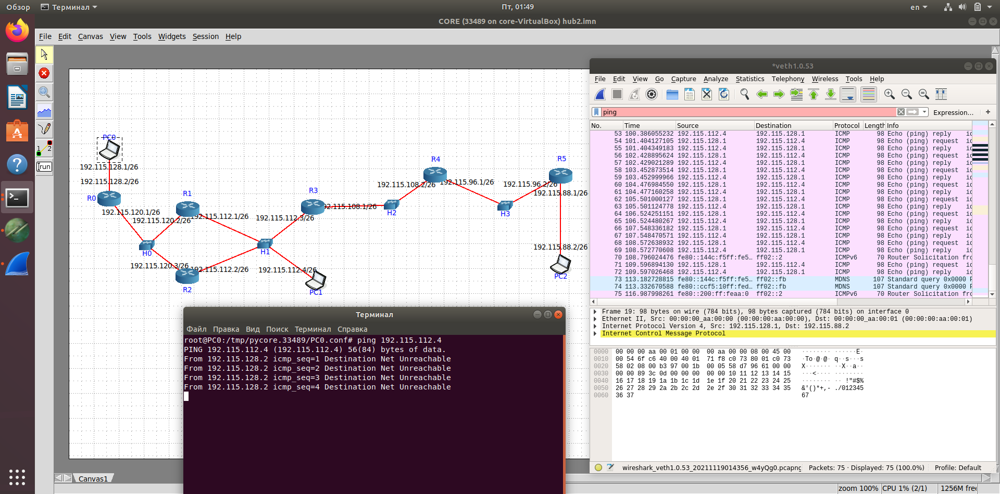 Обзор
Терминал
Пт, 01:49
en
CORE (33489 on core-VirtualBox) hub2.imn
File Edit Canvas View Tools Widgets Session Help
run
PC0
192.115.128.1/26
192.115.128.2/26
R0
R1
192.115.120.1/26
192.115.120.2/26
192.115.112.1/26
R3
192.115.112.3/26
192.115.108.1/26
H2
R4
192.115.108.2/26
192.115.96.1/26
R5
192.115.96.2/26
192.115.88.1/26
H3
H0
H1
192.115.120.3/26
192.115.112.2/26
R2
192.115.112.4/26
PC1
192.115.88.2/26
PC2
Canvas1
zoom 100% CPU 1% (2/1) 1256M free
Терминал
Файл Правка Вид Поиск Терминал Справка
root@PC0:/tmp/pycore.33489/PC0.conf# ping 192.115.112.4
PING 192.115.112.4 (192.115.112.4) 56(84) bytes of data.
From 192.115.128.2 icmp_seq=1 Destination Net Unreachable
From 192.115.128.2 icmp_seq=2 Destination Net Unreachable
From 192.115.128.2 icmp_seq=3 Destination Net Unreachable
From 192.115.128.2 icmp_seq=4 Destination Net Unreachable
*veth1.0.53
File Edit View Go Capture Analyze Statistics Telephony Wireless Tools Help
ping Expression... +
No. Time Source Destination Protocol Length Info
53 100.386055232 192.115.112.4 192.115.128.1 ICMP 98 Echo (ping) reply
54 101.404127105 192.115.128.1 192.115.112.4 ICMP 98 Echo (ping) request
55 101.404349183 192.115.112.4 192.115.128.1 ICMP 98 Echo (ping) reply
56 102.428895624 192.115.128.1 192.115.112.4 ICMP 98 Echo (ping) request
57 102.429021289 192.115.112.4 192.115.128.1 ICMP 98 Echo (ping) reply
58 103.452873514 192.115.128.1 192.115.112.4 ICMP 98 Echo (ping) request
59 103.452999966 192.115.112.4 192.115.128.1 ICMP 98 Echo (ping) reply
60 104.476984550 192.115.128.1 192.115.112.4 ICMP 98 Echo (ping) request
61 104.477160258 192.115.112.4 192.115.128.1 ICMP 98 Echo (ping) reply
62 105.501000127 192.115.128.1 192.115.112.4 ICMP 98 Echo (ping) request
63 105.501124778 192.115.112.4 192.115.128.1 ICMP 98 Echo (ping) reply
64 106.524251151 192.115.128.1 192.115.112.4 ICMP 98 Echo (ping) request
65 106.524480267 192.115.112.4 192.115.128.1 ICMP 98 Echo (ping) reply
66 107.548336182 192.115.128.1 192.115.112.4 ICMP 98 Echo (ping) request
67 107.548470571 192.115.112.4 192.115.128.1 ICMP 98 Echo (ping) reply
68 108.572638932 192.115.128.1 192.115.112.4 ICMP 98 Echo (ping) request
69 108.572770608 192.115.112.4 192.115.128.1 ICMP 98 Echo (ping) reply
70 108.796024476 fe80::144c:f5ff:fe5... ff02::2 ICMPv6 70 Router Solicitation
71 109.596894130 192.115.128.1 192.115.112.4 ICMP 98 Echo (ping) request
72 109.597026468 192.115.112.4 192.115.128.1 ICMP 98 Echo (ping) reply
73 113.182728815 fe80::144c:f5ff:fe5... ff02::fb MDNS 107 Standard query 0x0000
74 113.332670588 fe80::ccf5:10ff:fed... ff02::fb MDNS 107 Standard query 0x0000
75 116.987998261 fe80::200:ff:feaa:0 ff02::2 ICMPv6 70 Router Solicitation
Frame 19: 98 bytes on wire (784 bits), 98 bytes captured (784 bits) on interface 0
Ethernet II, Src: 00:00:00_aa:00:00 (00:00:00:aa:00:00), Dst: 00:00:00_aa:00:01 (00:00:00:aa:00:01)
Internet Protocol Version 4, Src: 192.115.128.1, Dst: 192.115.88.2
Internet Control Message Protocol
0000 00 00 00 aa 00 01 00 00 00 aa 00 00 08 00 45 00 ········ ······E·
0010 00 54 6f c6 40 00 40 01 71 f8 c0 73 80 01 c0 73 ·To·@·@· q··s···s
0020 58 02 08 00 b3 97 00 1b 00 05 58 d7 96 61 00 00 X······· ··X··a··
0030 00 00 89 3c 0d 00 00 00 00 00 10 11 12 13 14 15 ···<···· ········
0040 16 17 18 19 1a 1b 1c 1d 1e 1f 20 21 22 23 24 25 ········ ·· !"#$%
0050 26 27 28 29 2a 2b 2c 2d 2e 2f 30 31 32 33 34 35 &'()*+,- ./012345
0060 36 37 67
wireshark_veth1.0.53_20211119014356_w4yQg0.pcapng Packets: 75 · Displayed: 75 (100.0%) Profile: Default